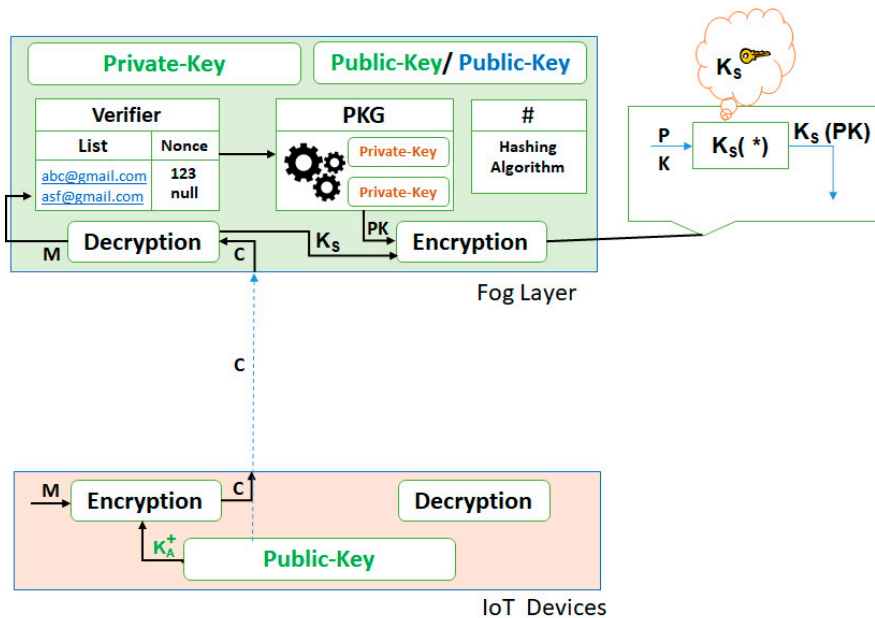 Private-Key
Public-Key/ Public-Key
Verifier
List
Nonce
abc@gmail.com
123
asf@gmail.com
null
PKG
Private-Key
Private-Key
#
Hashing
Algorithm
M
Decryption
C
Ks
PK
Encryption
Fog Layer
Ks
P
K
Ks( *)
Ks (PK)
C
M
Encryption
C
Decryption
K+A
Public-Key
IoT Devices